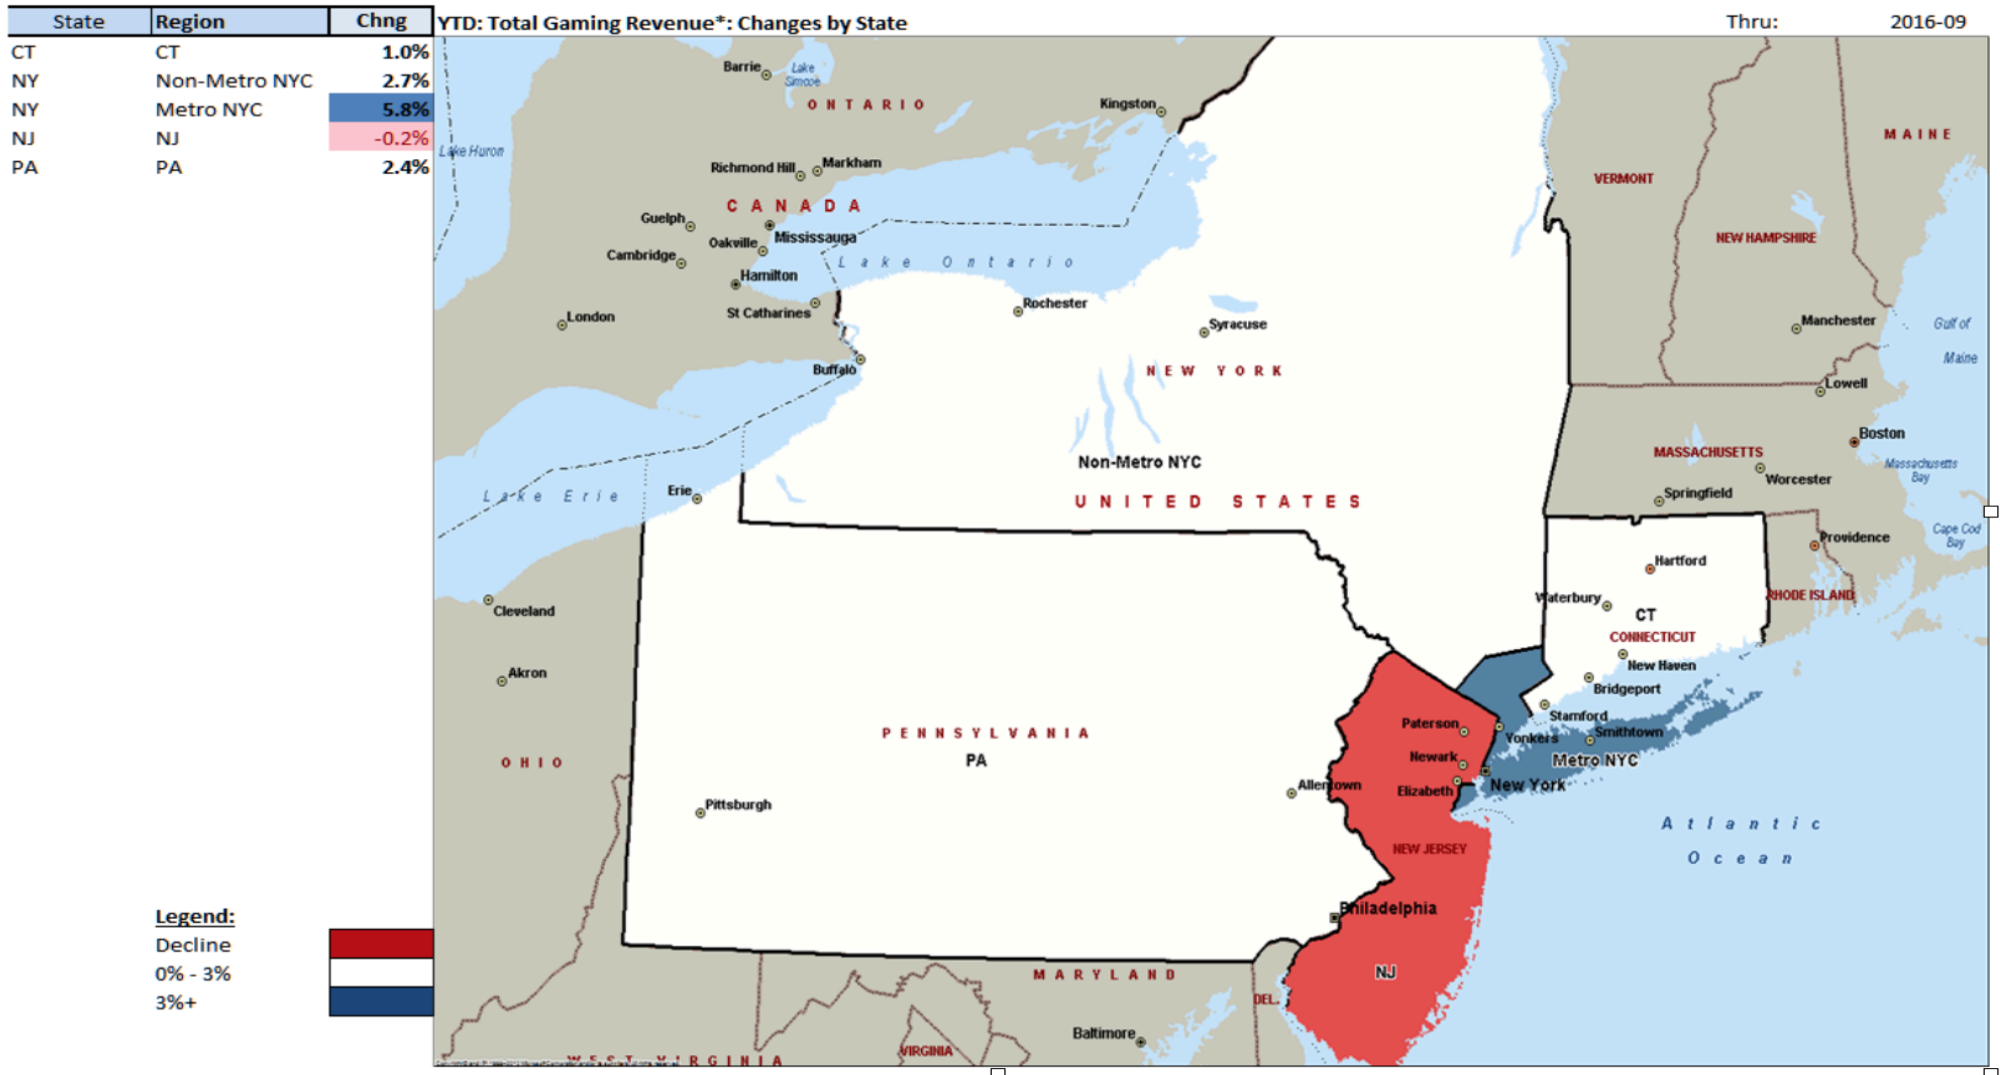 State Region Chng YTD: Total Gaming Revenue*: Changes by State Thru: 2016-09
CT CT 1.0%
NY Non-Metro NYC 2.7%
NY Metro NYC 5.8%
NJ NJ -0.2%
PA PA 2.4%
Legend:
Decline
0% - 3%
3%+
Barrie
Lake
Simcoe
ONTARIO
Kingston
MAINE
Lake Huron
Richmond Hill
Markham
VERMONT
CANADA
Guelph
Oakville
Mississauga
NEW HAMPSHIRE
Cambridge
Lake Ontario
Hamilton
St Catharines
Rochester
London
Syracuse
Manchester
Gulf of
Maine
Buffalo
NEW YORK
Lowell
Boston
MASSACHUSETTS
Massachusetts
Bay
Non-Metro NYC
Worcester
Lake Erie
Erie
UNITED STATES
Springfield
Cape Cod
Bay
Providence
Hartford
Cleveland
Waterbury
RHODE ISLAND
CT
CONNECTICUT
New Haven
Akron
Bridgeport
Stamford
Paterson
Yonkers
Smithtown
PENNSYLVANIA
PA
OHIO
Newark
Metro NYC
Allentown
Elizabeth
New York
Pittsburgh
Atlantic
Ocean
NEW JERSEY
Philadelphia
NJ
MARYLAND
DEL.
Baltimore
VIRGINIA
WEST VIRGINIA